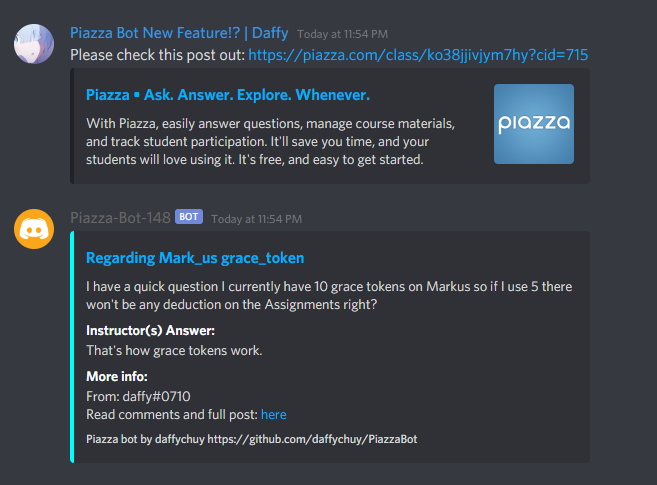 Piazza Bot New Feature!? | Daffy Today at 11:54 PM
Please check this post out: https://piazza.com/class/ko38jjivjym7hy?cid=715
Piazza • Ask. Answer. Explore. Whenever.
With Piazza, easily answer questions, manage course materials,
and track student participation. It'll save you time, and your
students will love using it. It's free, and easy to get started.
piazza
Piazza-Bot-148 BOT Today at 11:54 PM
Regarding Mark_us grace_token
I have a quick question I currently have 10 grace tokens on Markus so if I use 5 there
won't be any deduction on the Assignments right?
Instructor(s) Answer:
That's how grace tokens work.
More info:
From: daffy#0710
Read comments and full post: here
Piazza bot by daffychuy https://github.com/daffychuy/PiazzaBot